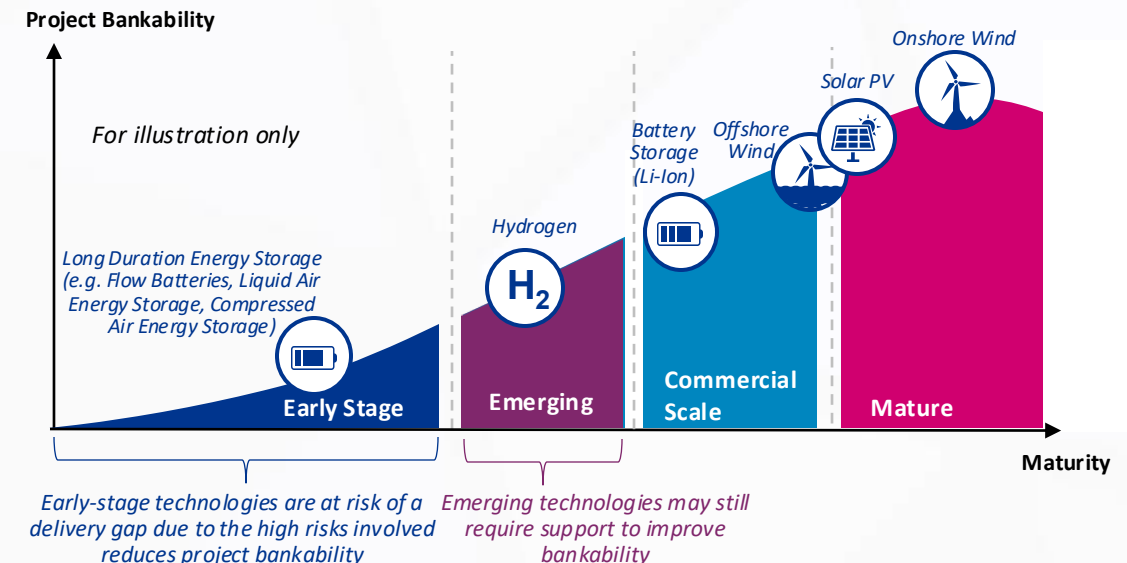 Project Bankability
For illustration only
Long Duration Energy Storage
(e.g. Flow Batteries, Liquid Air
Energy Storage, Compressed
Air Energy Storage)
Early Stage
Hydrogen
H2
Emerging
Battery
Storage
(Li-Ion)
Offshore
Wind
Commercial
Scale
Solar PV
Onshore Wind
Mature
Maturity
Early-stage technologies are at risk of a
delivery gap due to the high risks involved
reduces project bankability
Emerging technologies may still
require support to improve
bankability